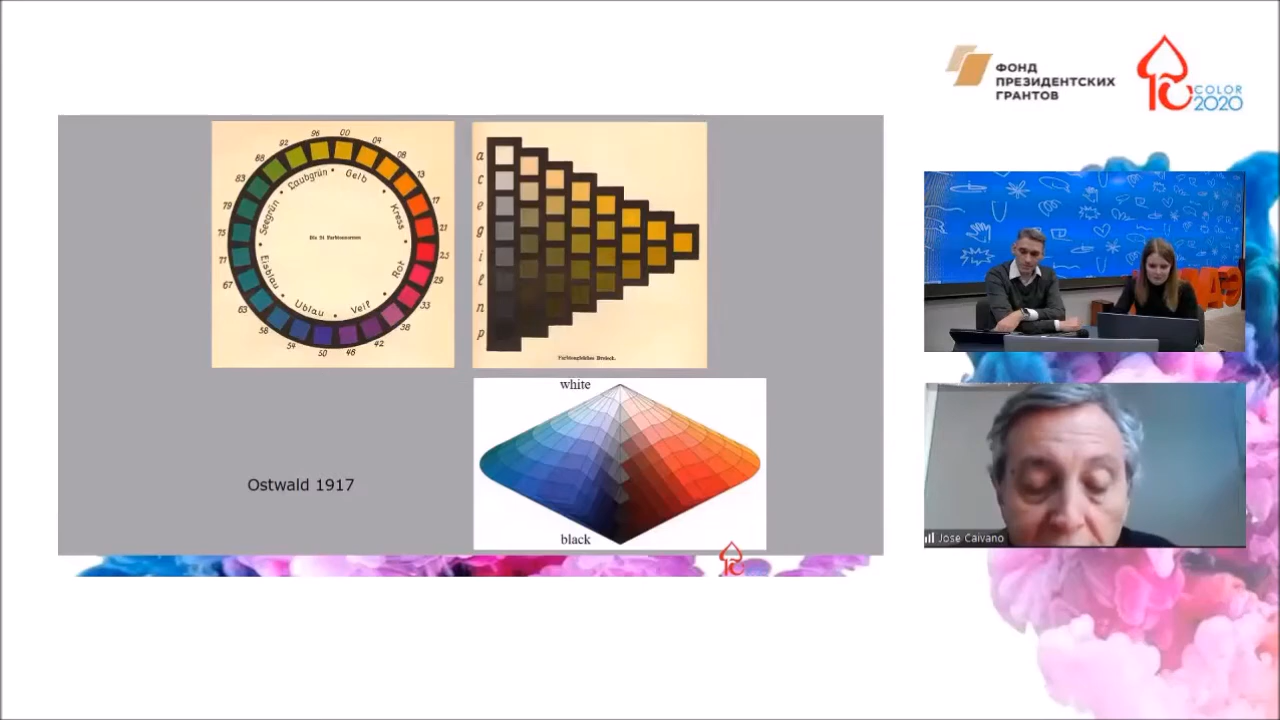 ФОНД
ПРЕЗИДЕНТСКИХ
ГРАНТОВ
COLOR
2020
96 00 04 08 13 17 21 25 29 33 38 42 46 50 54 58 63 67 71 75 79 83 88 92
Laubgrün Gelb Kress Rot Veil Ublau Eisblau Seegrün
a
c
e
g
i
l
n
p
Farbtongleiches Dreieck.
white
black
Ostwald 1917
Jose Caivano